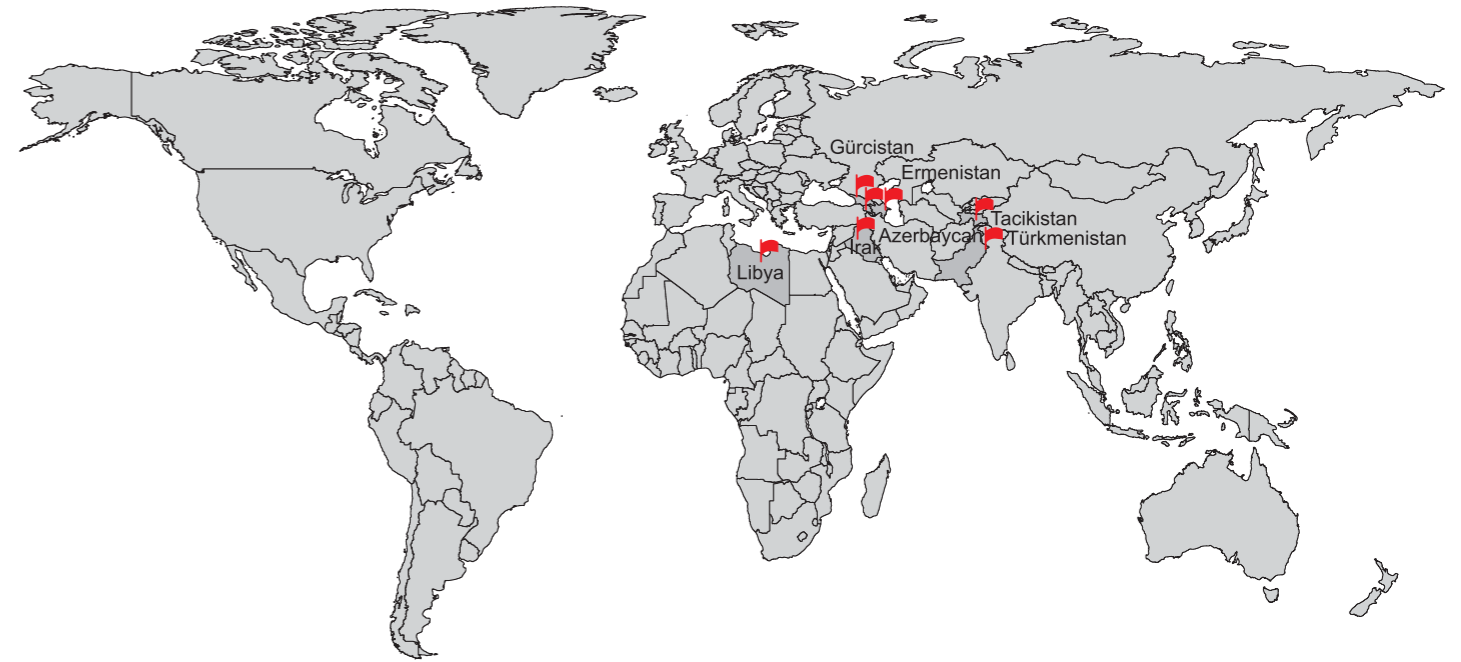 Gürcistan
Ermenistan
Tacikistan
Azerbaycan
Türkmenistan
Irak
Libya